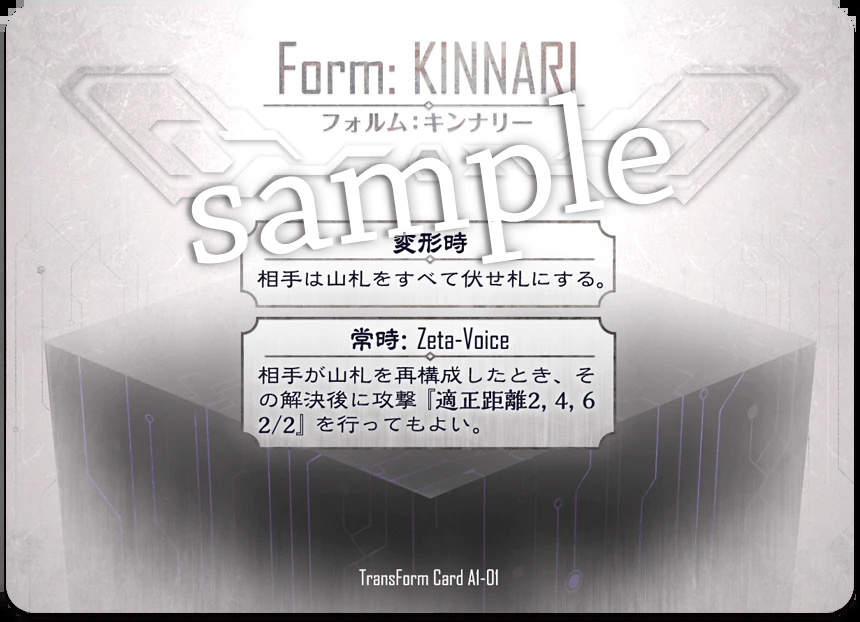 Form: KINNARI
フォルム：キンナリー
sample
変形時
相手は山札をすべて伏せ札にする。
常時: Zeta-Voice
相手が山札を再構成したとき、そ
の解決後に攻撃『適正距離2, 4, 6
2/2』を行ってもよい。
TransForm Card A1-01